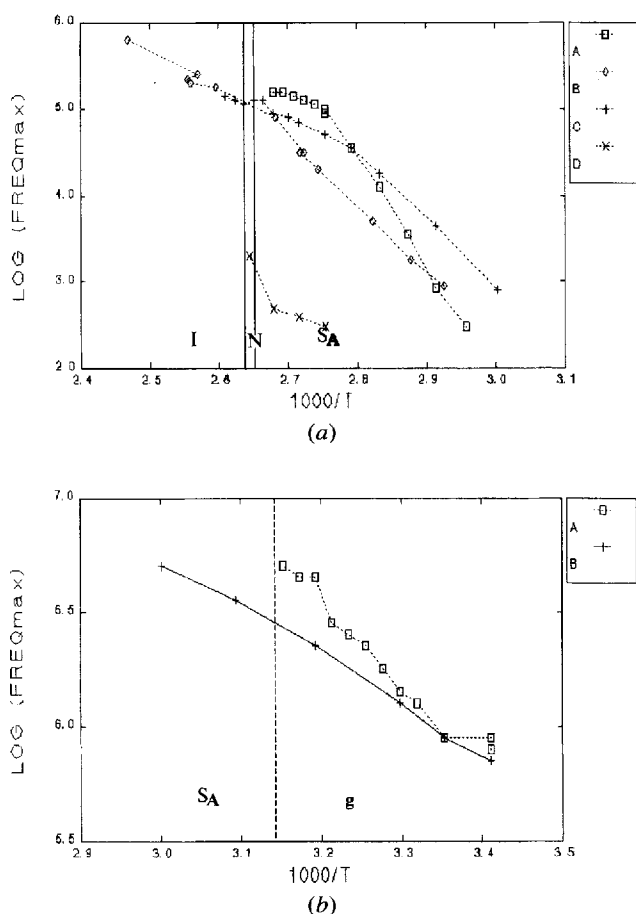 6.0
5.0
4.0
3.0
2.0
LOG (FREQmax)
I
N
SA
2.4 2.5 2.6 2.7 2.8 2.9 3.0 3.1
1000/T
A
B
C
D
(a)
7.0
6.5
6.0
5.5
LOG (FREQmax)
SA
g
2.9 3.0 3.1 3.2 3.3 3.4 3.5
1000/T
A
B
(b)